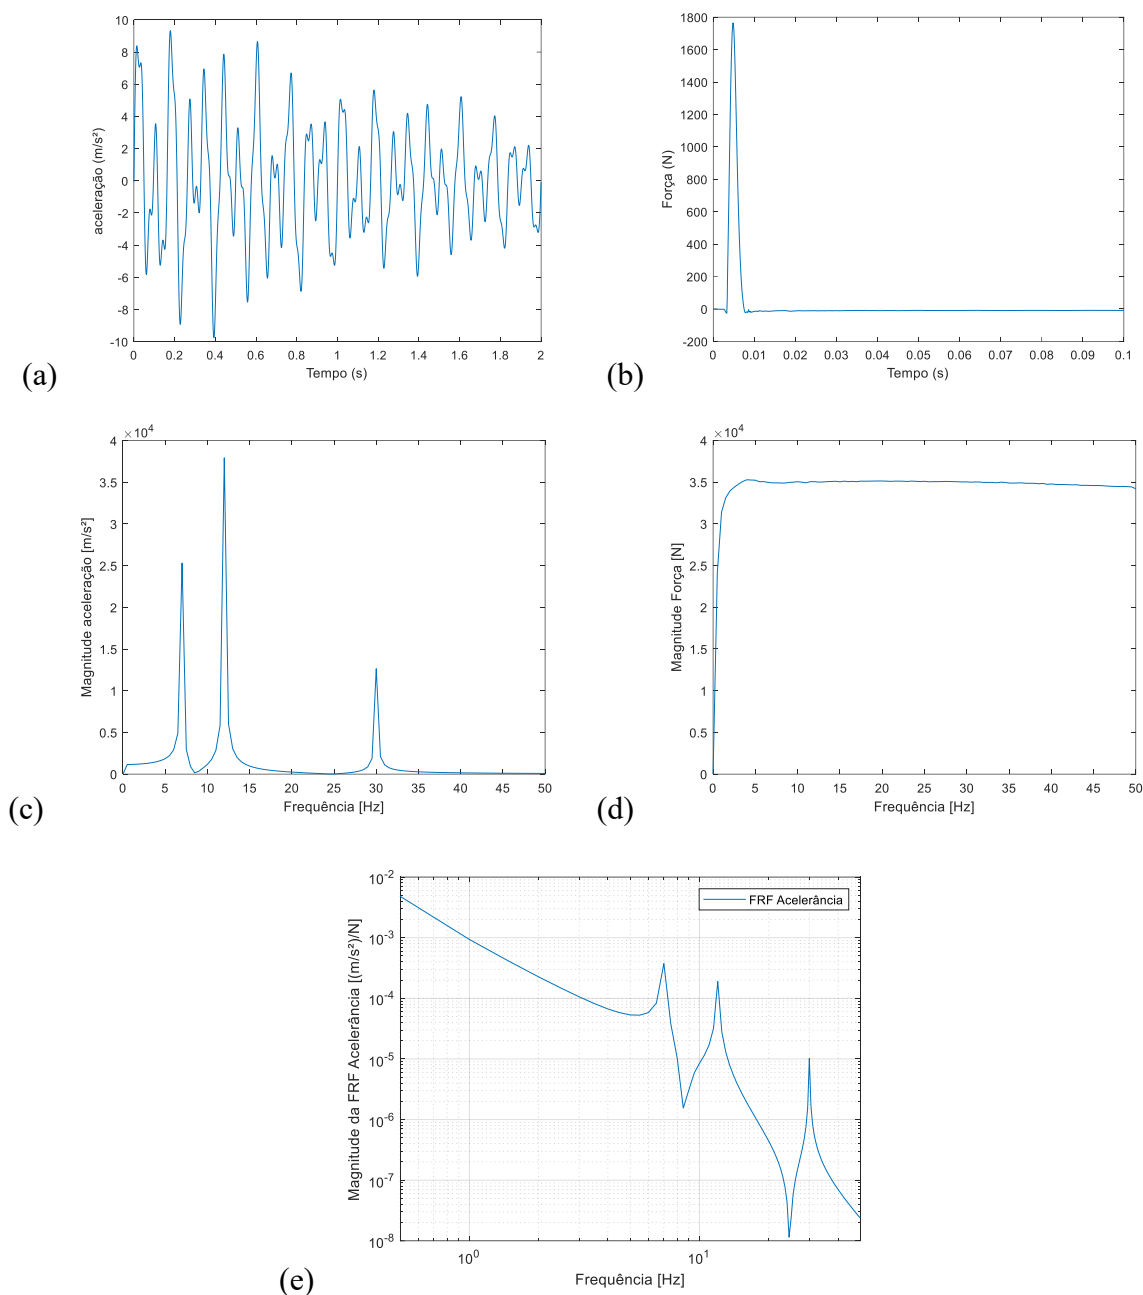 10
8
6
4
2
0
-2
-4
-6
-8
-10
aceleração (m/s²)
0 0.2 0.4 0.6 0.8 1 1.2 1.4 1.6 1.8 2
Tempo (s)
(a)
1800
1600
1400
1200
1000
800
600
400
200
0
-200
Força (N)
0 0.01 0.02 0.03 0.04 0.05 0.06 0.07 0.08 0.09 0.1
Tempo (s)
(b)
×10⁴
4
3.5
3
2.5
2
1.5
1
0.5
0
Magnitude aceleração [m/s²]
0 5 10 15 20 25 30 35 40 45 50
Frequência [Hz]
(c)
×10⁴
4
3.5
3
2.5
2
1.5
1
0.5
0
Magnitude Força [N]
0 5 10 15 20 25 30 35 40 45 50
Frequência [Hz]
(d)
10⁻²
10⁻³
10⁻⁴
10⁻⁵
10⁻⁶
10⁻⁷
10⁻⁸
Magnitude da FRF Acelerância [(m/s²)/N]
FRF Acelerância
10⁰ 10¹
Frequência [Hz]
(e)